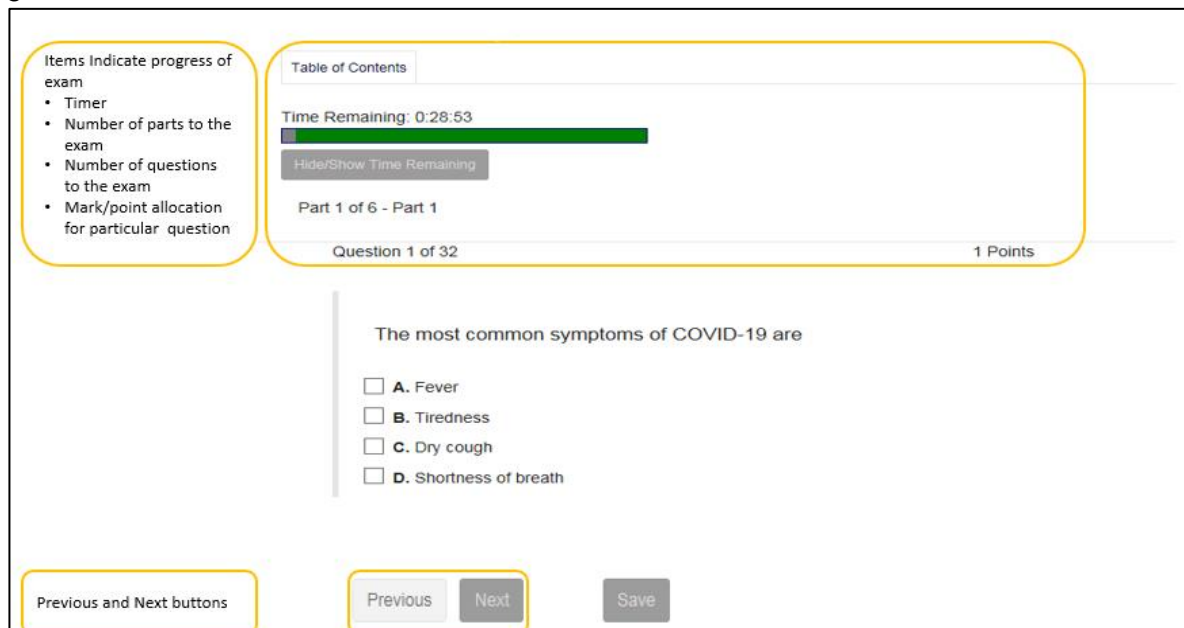 Items Indicate progress of
exam
• Timer
• Number of parts to the
exam
• Number of questions
to the exam
• Mark/point allocation
for particular question
Table of Contents
Time Remaining: 0:28:53
Hide/Show Time Remaining
Part 1 of 6 - Part 1
Question 1 of 32
1 Points
The most common symptoms of COVID-19 are
A. Fever
B. Tiredness
C. Dry cough
D. Shortness of breath
Previous and Next buttons
Previous
Next
Save